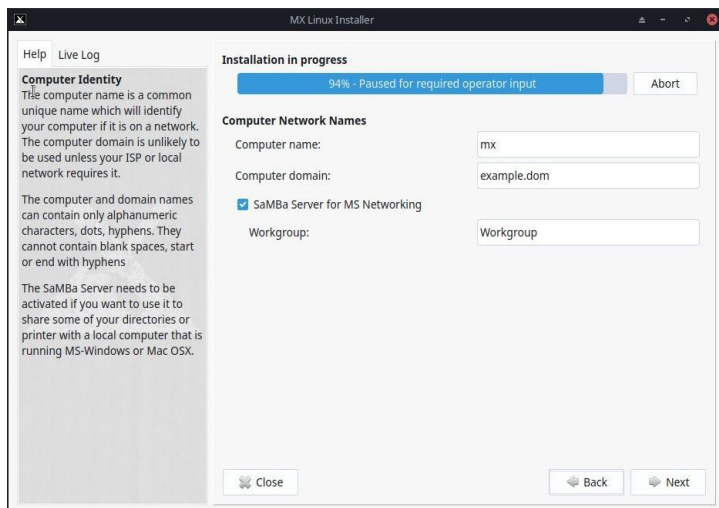 MX Linux Installer
Help
Live Log
Computer Identity
The computer name is a common
unique name which will identify
your computer if it is on a network.
The computer domain is unlikely to
be used unless your ISP or local
network requires it.
The computer and domain names
can contain only alphanumeric
characters, dots, hyphens. They
cannot contain blank spaces, start
or end with hyphens
The SaMBa Server needs to be
activated if you want to use it to
share some of your directories or
printer with a local computer that is
running MS-Windows or Mac OSX.
Installation in progress
94% - Paused for required operator input
Abort
Computer Network Names
Computer name:
mx
Computer domain:
example.dom
SaMBa Server for MS Networking
Workgroup:
Workgroup
Close
Back
Next